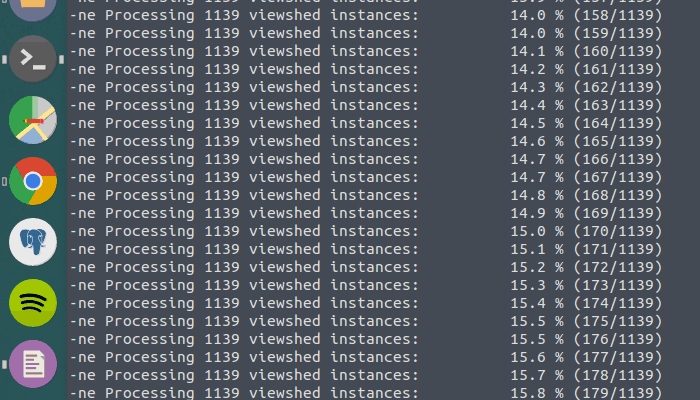 -ne Processing 1139 viewshed instances: 14.0 % (158/1139)
-ne Processing 1139 viewshed instances: 14.0 % (159/1139)
-ne Processing 1139 viewshed instances: 14.1 % (160/1139)
-ne Processing 1139 viewshed instances: 14.2 % (161/1139)
-ne Processing 1139 viewshed instances: 14.3 % (162/1139)
-ne Processing 1139 viewshed instances: 14.4 % (163/1139)
-ne Processing 1139 viewshed instances: 14.5 % (164/1139)
-ne Processing 1139 viewshed instances: 14.6 % (165/1139)
-ne Processing 1139 viewshed instances: 14.7 % (166/1139)
-ne Processing 1139 viewshed instances: 14.7 % (167/1139)
-ne Processing 1139 viewshed instances: 14.8 % (168/1139)
-ne Processing 1139 viewshed instances: 14.9 % (169/1139)
-ne Processing 1139 viewshed instances: 15.0 % (170/1139)
-ne Processing 1139 viewshed instances: 15.1 % (171/1139)
-ne Processing 1139 viewshed instances: 15.2 % (172/1139)
-ne Processing 1139 viewshed instances: 15.3 % (173/1139)
-ne Processing 1139 viewshed instances: 15.4 % (174/1139)
-ne Processing 1139 viewshed instances: 15.5 % (175/1139)
-ne Processing 1139 viewshed instances: 15.5 % (176/1139)
-ne Processing 1139 viewshed instances: 15.6 % (177/1139)
-ne Processing 1139 viewshed instances: 15.7 % (178/1139)
-ne Processing 1139 viewshed instances: 15.8 % (179/1139)